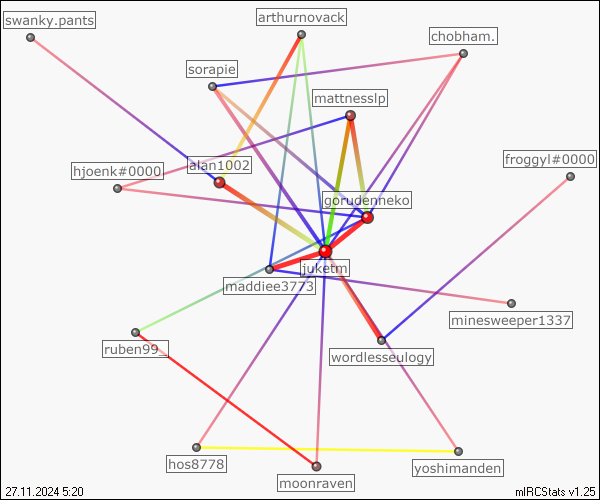 swanky.pants
arthurnovack
chobham.
sorapie
mattnesslp
froggyl#0000
alan1002
hjoenk#0000
gorudenneko
juketm
maddiee3773
minesweeper1337
ruben99_
wordlesseulogy
hos8778
yoshimanden
moonraven
27.11.2024 5:20
mIRCStats v1.25